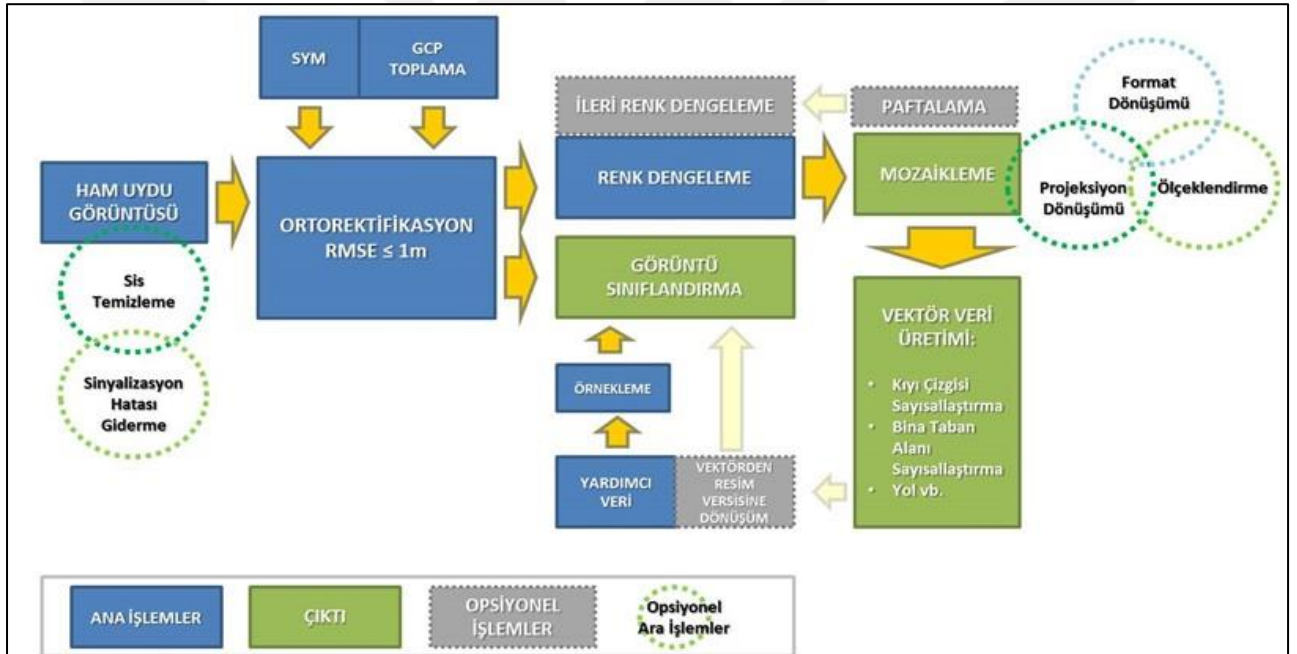 SYM
GCP
TOPLAMA
HAM UYDU
GÖRÜNTÜSÜ
Sis
Temizleme
Sinyalizasyon
Hatası
Giderme
ORTOREKTİFİKASYON
RMSE ≤ 1m
İLERİ RENK DENGELEME
RENK DENGELEME
GÖRÜNTÜ
SINIFLANDIRMA
ÖRNEKLEME
YARDIMCI
VERİ
VEKTÖRDEN
RESİM
VERSİSİNE
DÖNÜŞÜM
PAFTALAMA
MOZAİKLEME
Format
Dönüşümü
Projeksiyon
Dönüşümü
Ölçeklendirme
VEKTÖR VERİ
ÜRETİMİ:
• Kıyı Çizgisi
Sayısallaştırma
• Bina Taban
Alanı
Sayısallaştırma
• Yol vb.
ANA İŞLEMLER
ÇIKTI
OPSİYONEL
İŞLEMLER
Opsiyonel
Ara İşlemler